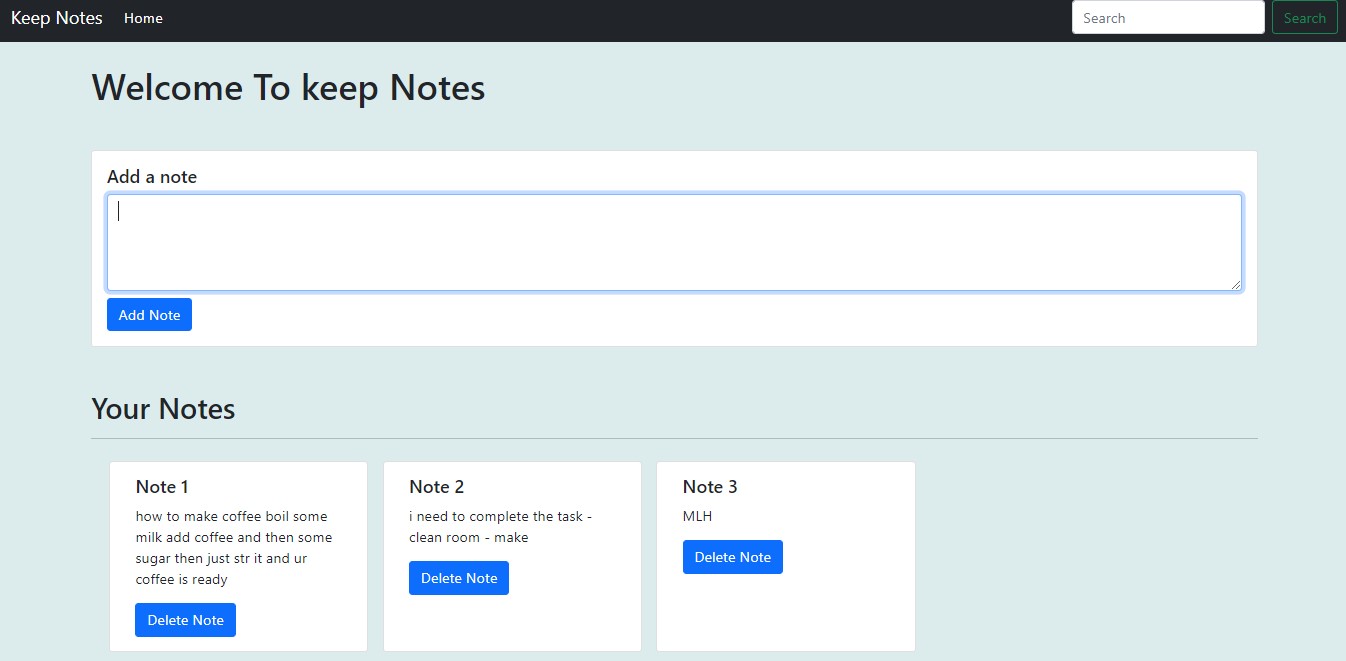 Keep Notes Home Search Search
Welcome To keep Notes
Add a note
Add Note
Your Notes
Note 1
how to make coffee boil some
milk add coffee and then some
sugar then just str it and ur
coffee is ready
Delete Note
Note 2
i need to complete the task -
clean room - make
Delete Note
Note 3
MLH
Delete Note